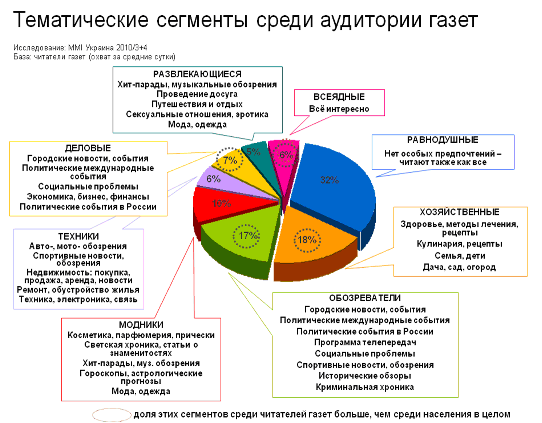 Тематические сегменты среди аудитории газет
Исследование: MMI Украина 2010/3+4
База: читатели газет (охват за средние сутки)
РАЗВЛЕКАЮЩИЕСЯ
Хит-парады, музыкальные обозрения
Проведение досуга
Путешествия и отдых
Сексуальные отношения, эротика
Мода, одежда
ВСЕЯДНЫЕ
Всё интересно
РАВНОДУШНЫЕ
Нет особых предпочтений –
читают также как все
ДЕЛОВЫЕ
Городские новости, события
Политические международные
события
Социальные проблемы
Экономика, бизнес, финансы
Политические события в России
ХОЗЯЙСТВЕННЫЕ
Здоровье, методы лечения,
рецепты
Кулинария, рецепты
Семья, дети
Дача, сад, огород
ТЕХНИКИ
Авто-, мото- обозрения
Спортивные новости,
обозрения
Недвижимость: покупка,
продажа, аренда, новости
Ремонт, обустройство жилья
Техника, электроника, связь
МОДНИКИ
Косметика, парфюмерия, прически
Светская хроника, статьи о
знаменитостях
Хит-парады, муз. обозрения
Гороскопы, астрологические
прогнозы
Мода, одежда
ОБОЗРЕВАТЕЛИ
Городские новости, события
Политические международные события
Политические события в России
Программа телепередач
Социальные проблемы
Спортивные новости, обозрения
Исторические обзоры
Криминальная хроника
5%
6%
7%
32%
6%
17%
18%
доля этих сегментов среди читателей газет больше, чем среди населения в целом